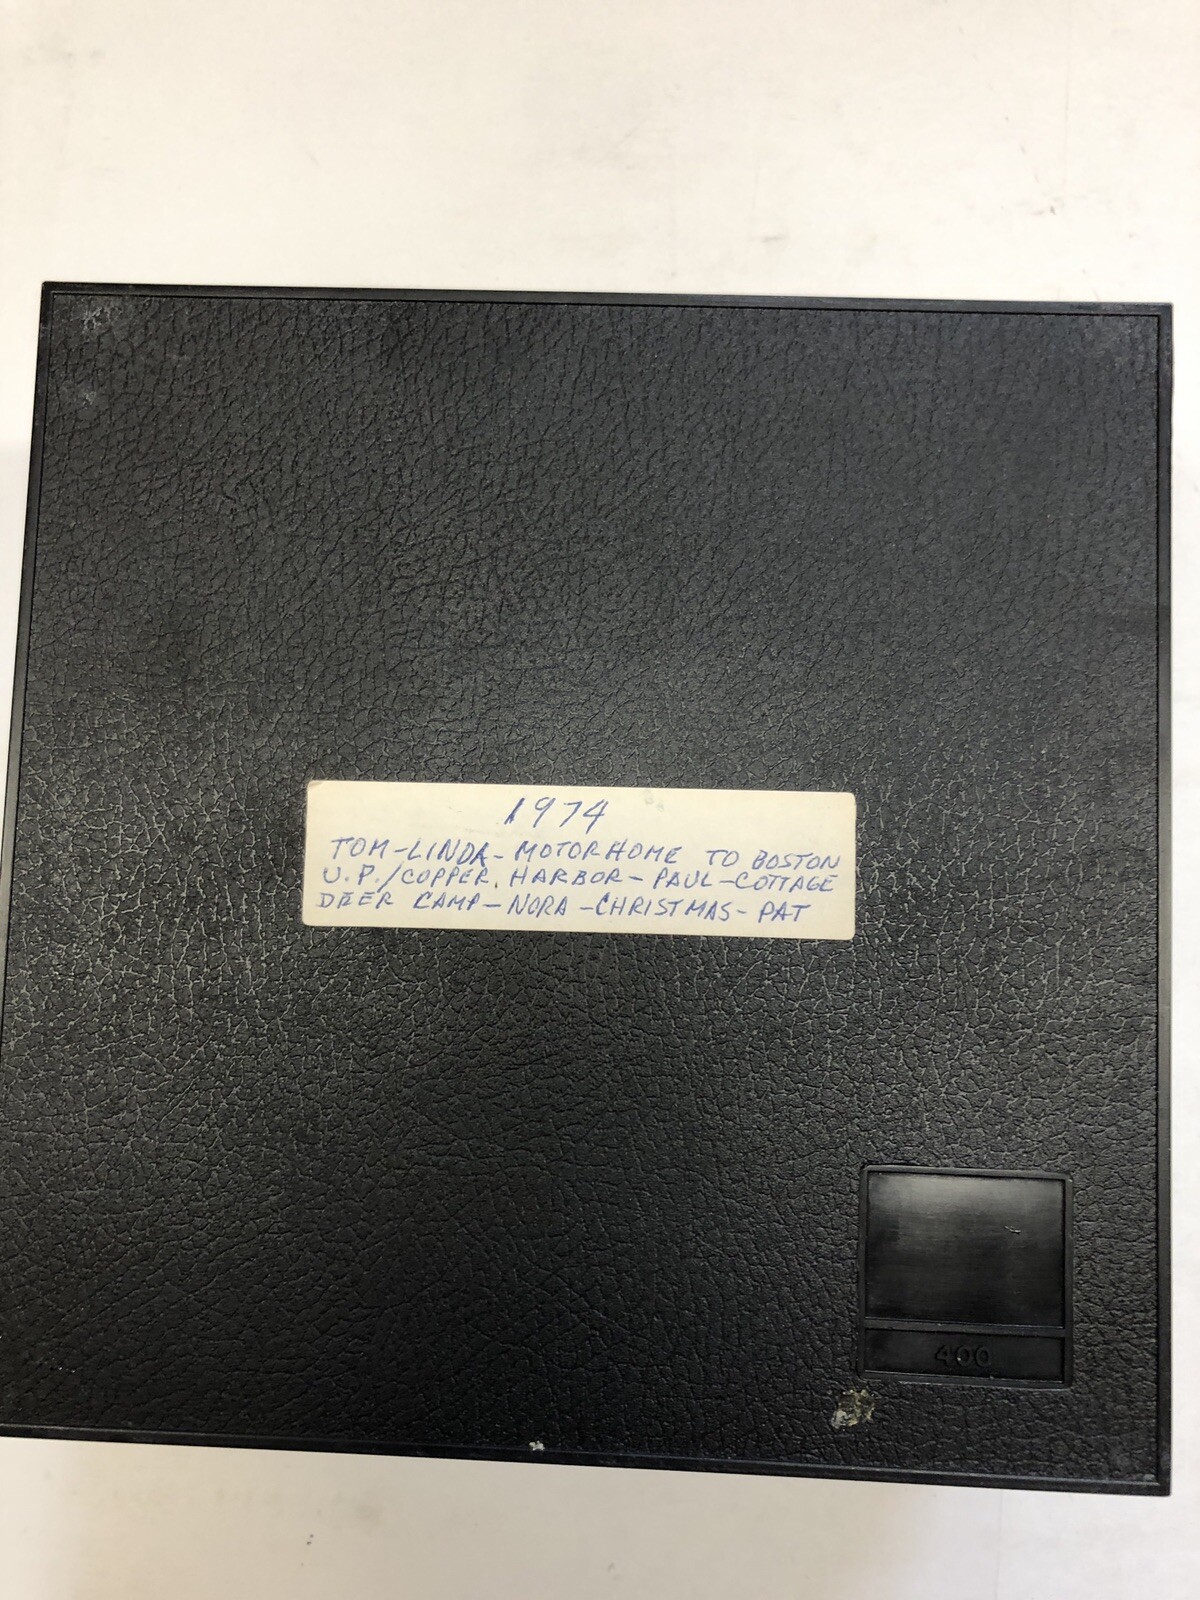 1974
TOM-LINDA-MOTORHOME TO BOSTON
U.P./COPPER HARBOR-PAUL-COTTAGE
DEER CAMP-NORA-CHRISTMAS-PAT
400